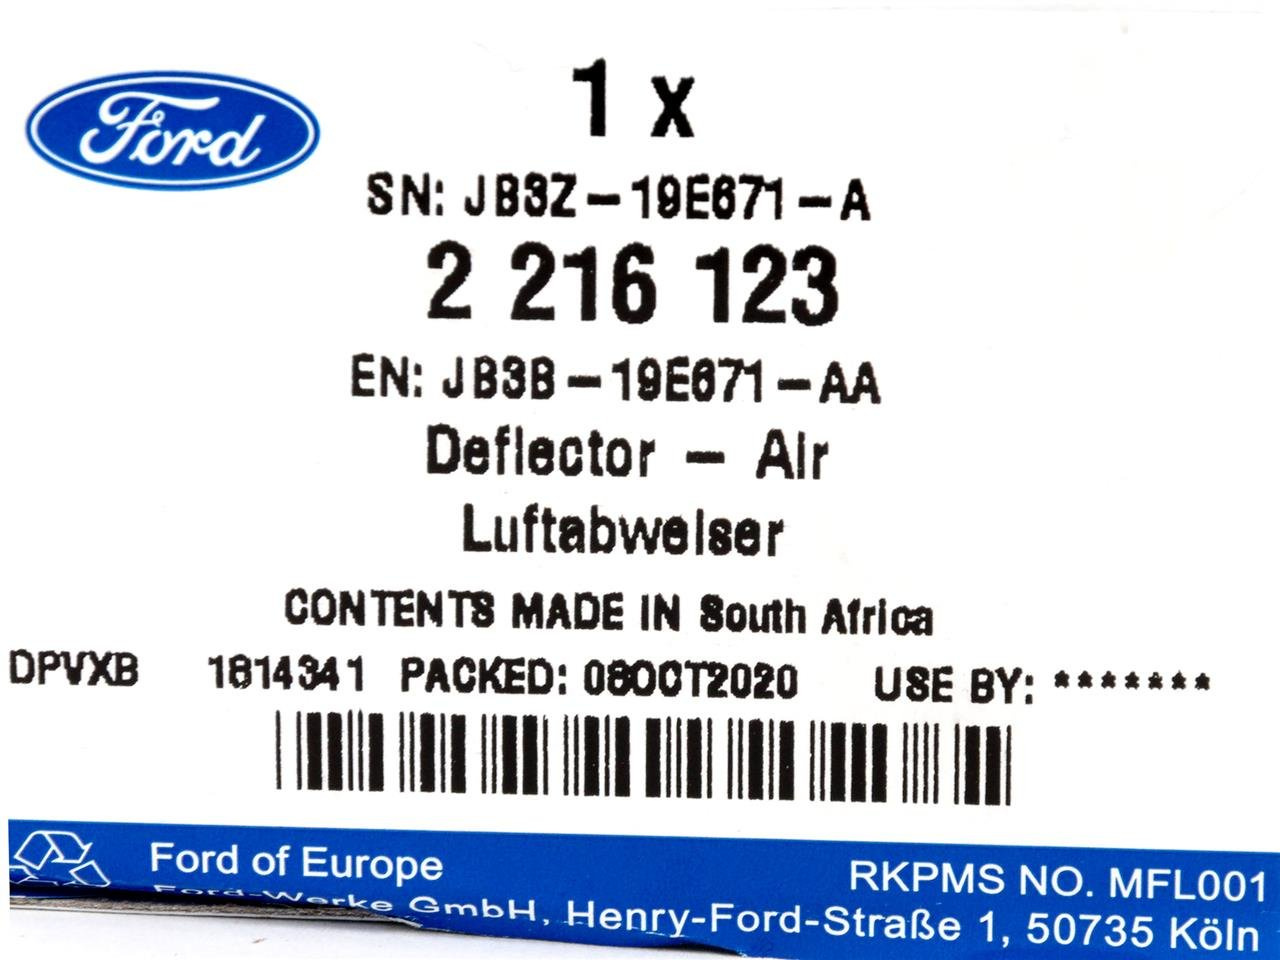 Ford
1 x
SN: JB3Z-19E671-A
2 216 123
EN: JB3B-19E671-AA
Deflector - Air
Luftabweiser
CONTENTS MADE IN South Africa
DPVXB 1614341 PACKED: 08OCT2020 USE BY: *******
Ford of Europe
RKPMS NO. MFL001
Ford-Werke GmbH, Henry-Ford-Straße 1, 50735 Köln